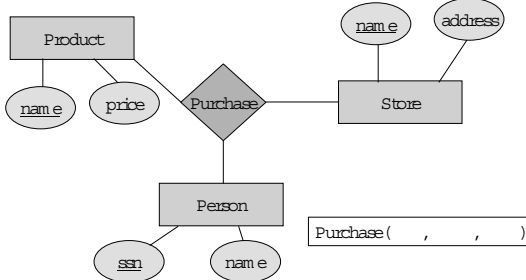 Product
name
address
name
price
Purchase
Store
Person
Purchase( , , )
ssn
name